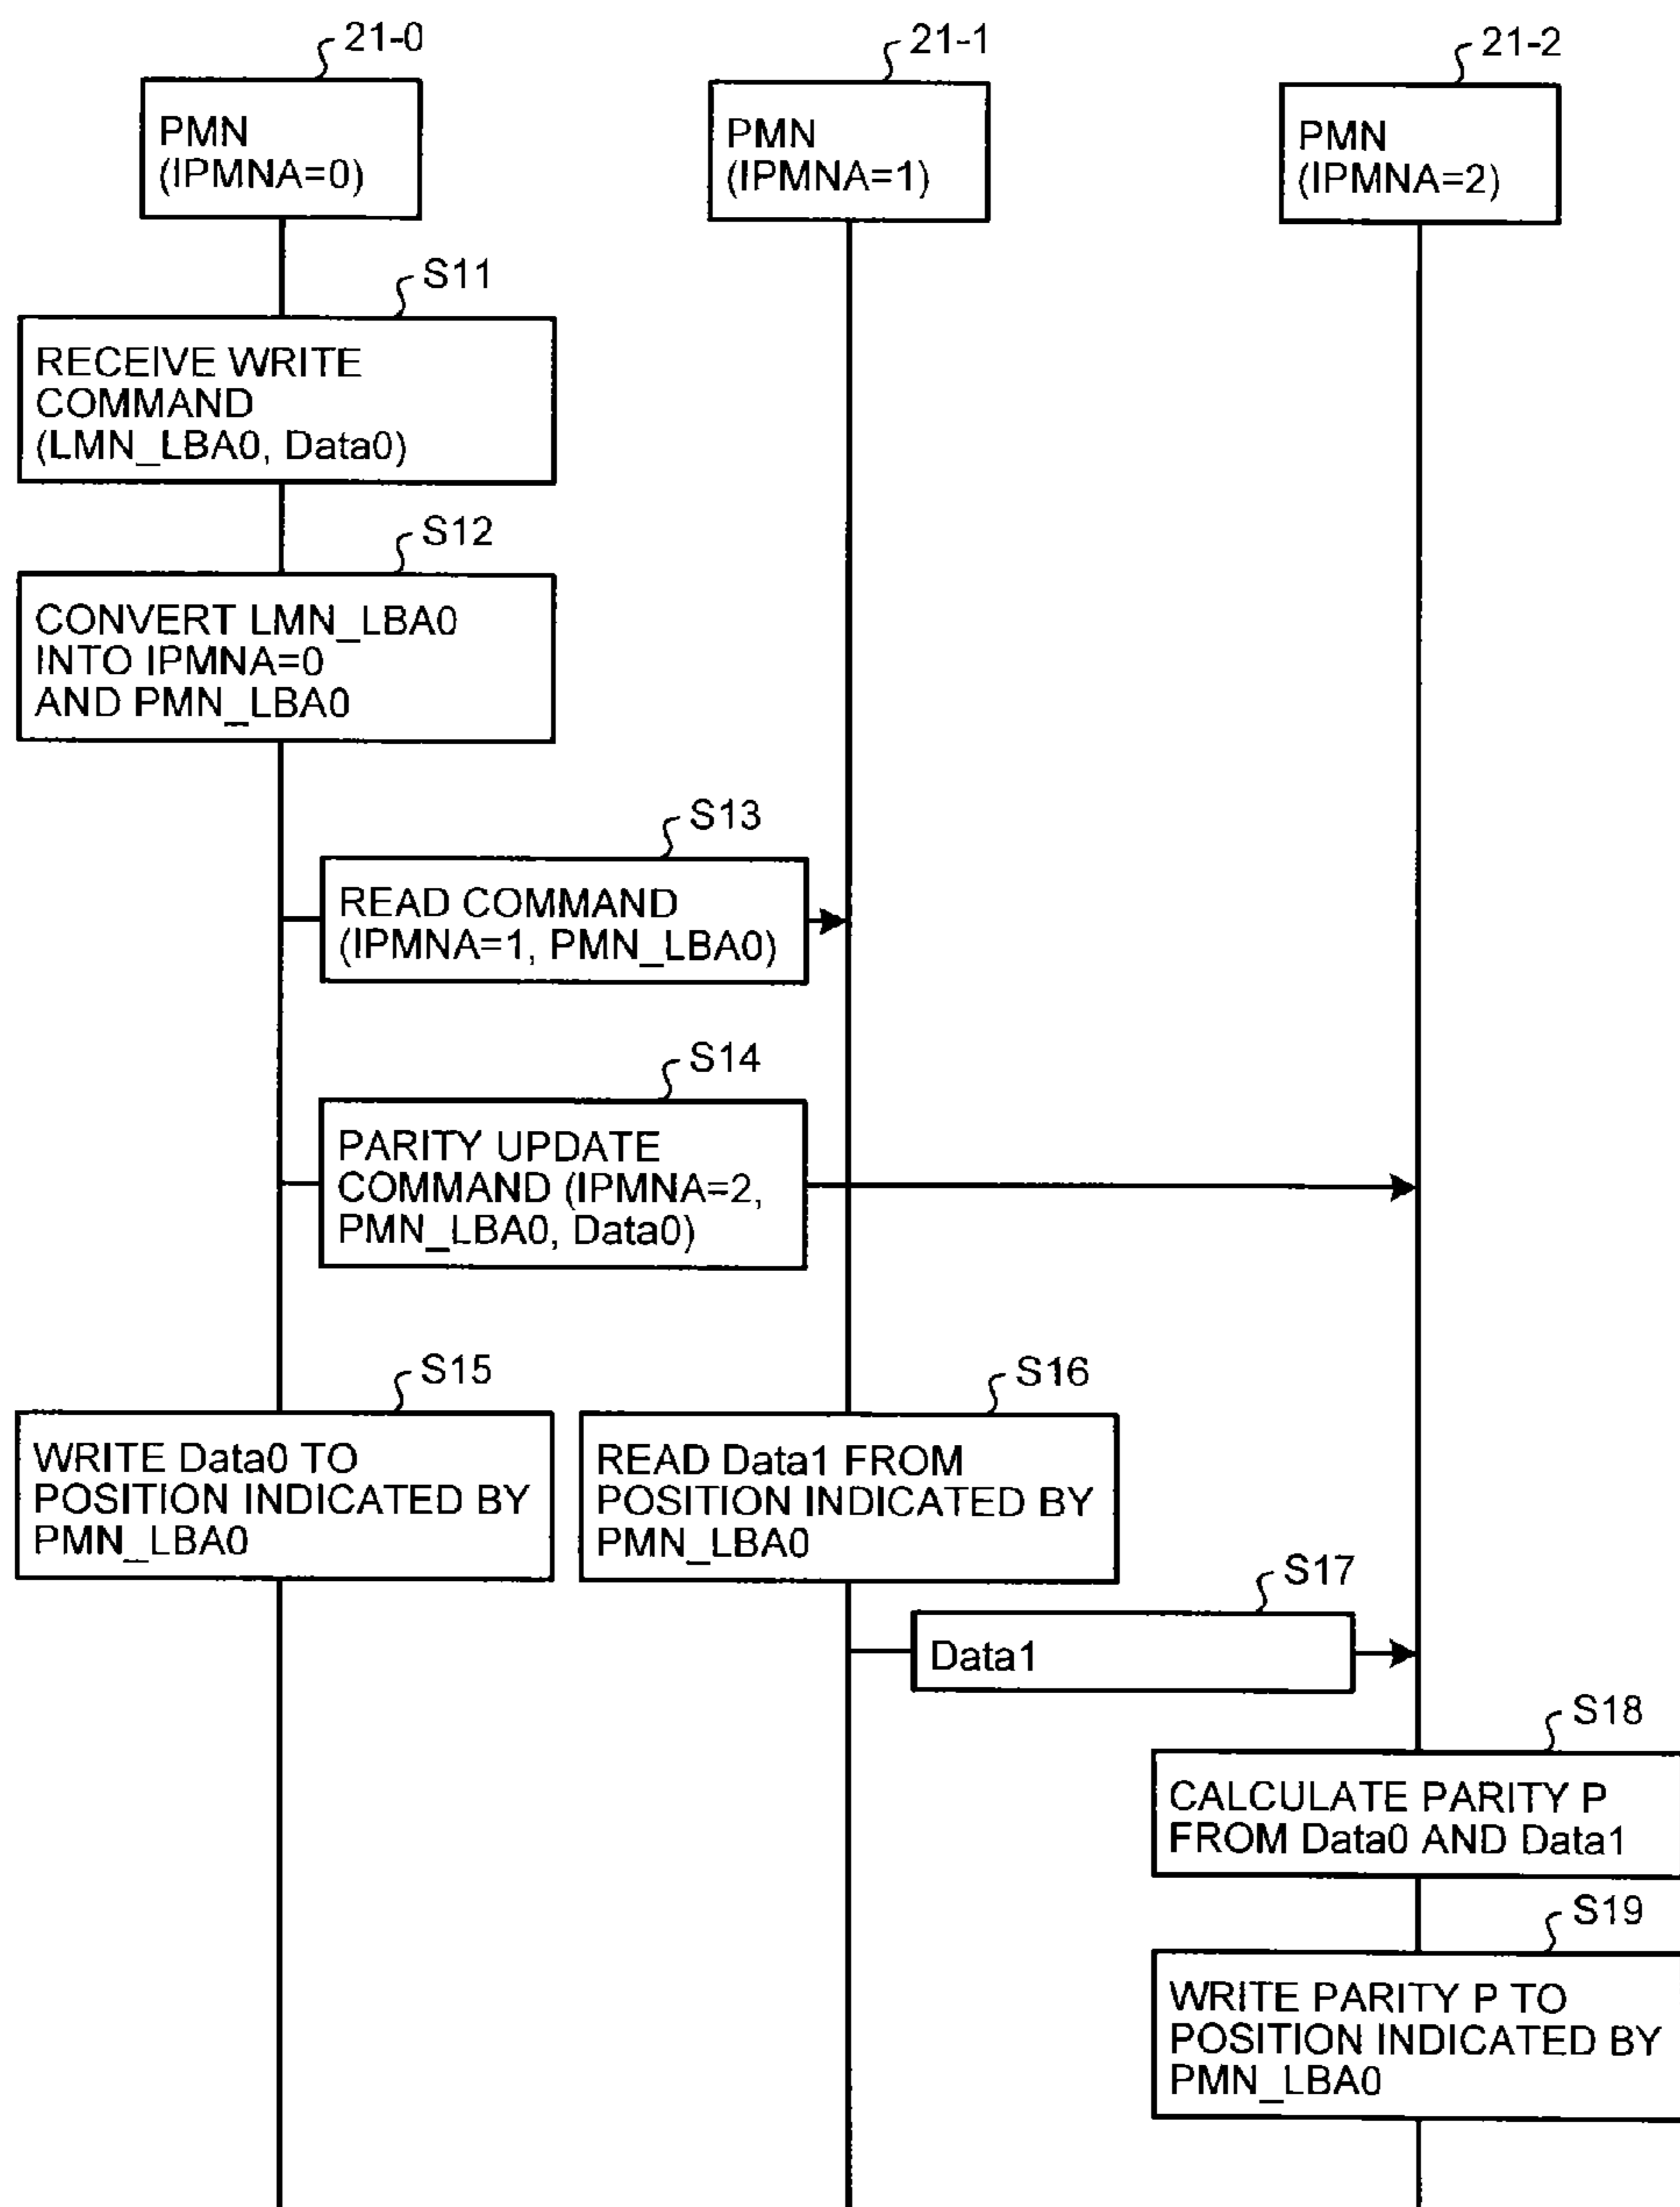 21-0
21-1
21-2
PMN
(IPMNA=0)
PMN
(IPMNA=1)
PMN
(IPMNA=2)
S11
RECEIVE WRITE
COMMAND
(LMN_LBA0, Data0)
S12
CONVERT LMN_LBA0
INTO IPMNA=0
AND PMN_LBA0
S13
READ COMMAND
(IPMNA=1, PMN_LBA0)
S14
PARITY UPDATE
COMMAND (IPMNA=2,
PMN_LBA0, Data0)
S15
WRITE Data0 TO
POSITION INDICATED BY
PMN_LBA0
S16
READ Data1 FROM
POSITION INDICATED BY
PMN_LBA0
S17
Data1
S18
CALCULATE PARITY P
FROM Data0 AND Data1
S19
WRITE PARITY P TO
POSITION INDICATED BY
PMN_LBA0